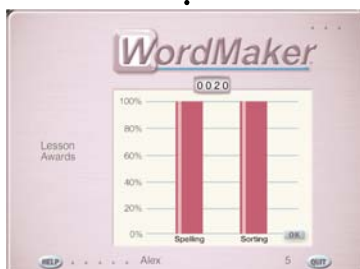 WordMaker
0020
100%
80%
60%
40%
20%
0%
Lesson
Awards
Spelling Sorting OK
HELP Alex 5 QUIT